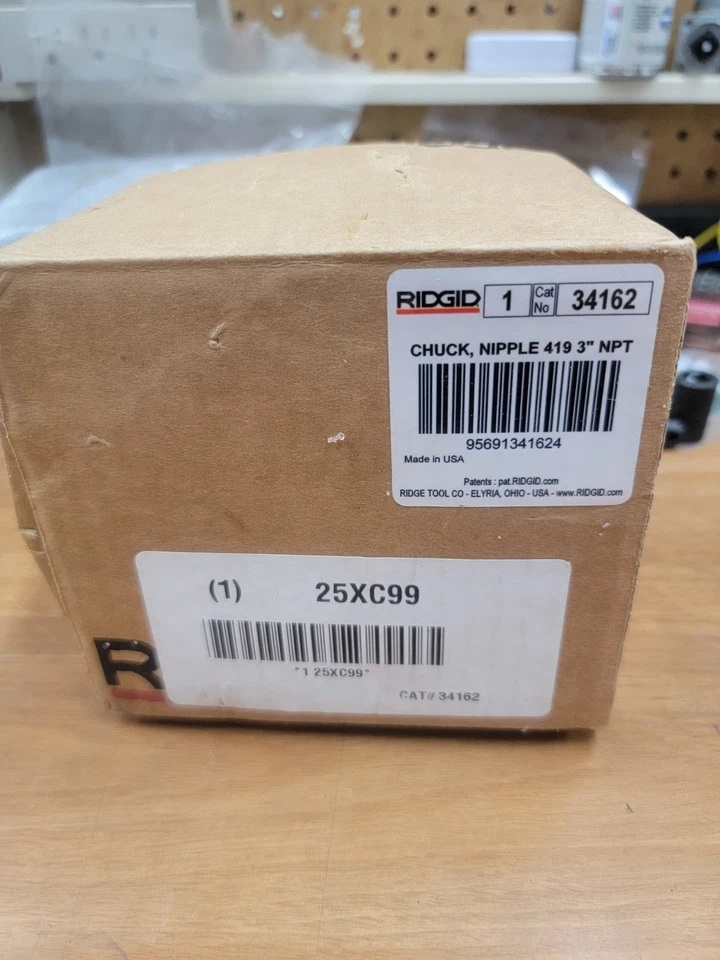 RIDGID 1 Cat No 34162
CHUCK, NIPPLE 419 3" NPT
95691341624
Made in USA
Patents : pat.RIDGID.com
RIDGE TOOL CO - ELYRIA, OHIO - USA - www.RIDGID.com
(1) 25XC99
*1 25XC99*
CAT# 34162
R